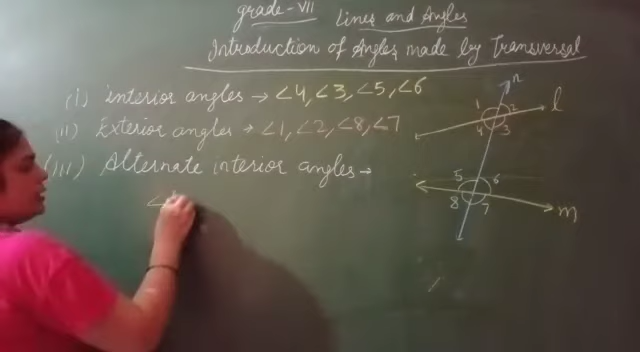 grade-VII Lines and Angles
Introduction of Angles made by Transversal
(i) Interior angles → ∠4, ∠3, ∠5, ∠6
(ii) Exterior angles → ∠1, ∠2, ∠8, ∠7
(iii) Alternate interior angles →
∠
n
1 2 l
4 3
5 6
8 7 m